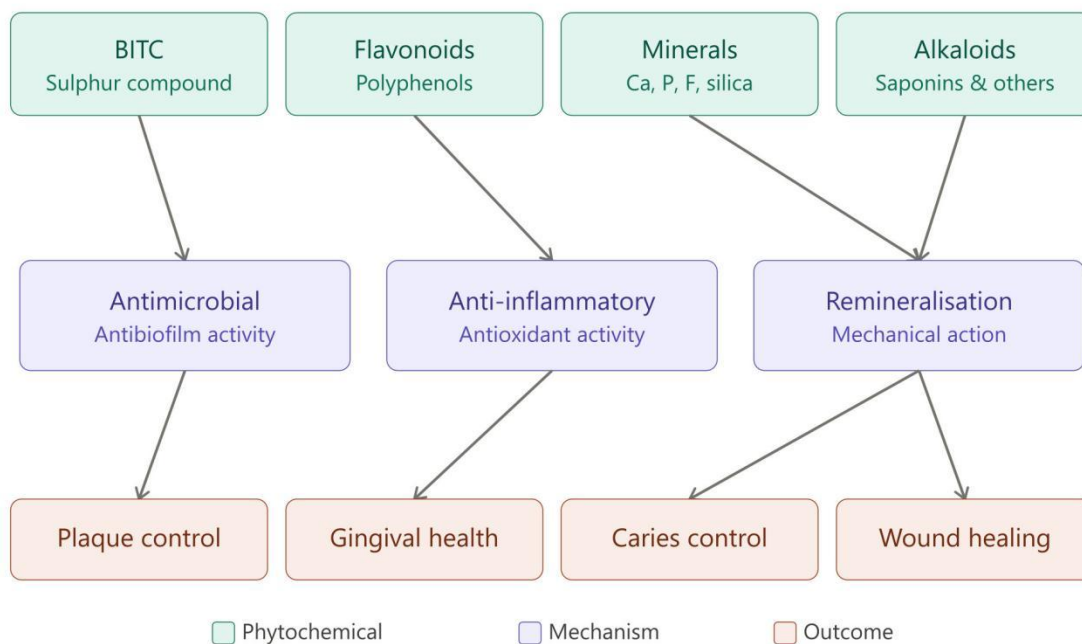 BITC
Sulphur compound
Flavonoids
Polyphenols
Minerals
Ca, P, F, silica
Alkaloids
Saponins & others
Antimicrobial
Antibiofilm activity
Anti-inflammatory
Antioxidant activity
Remineralisation
Mechanical action
Plaque control
Gingival health
Caries control
Wound healing
Phytochemical
Mechanism
Outcome